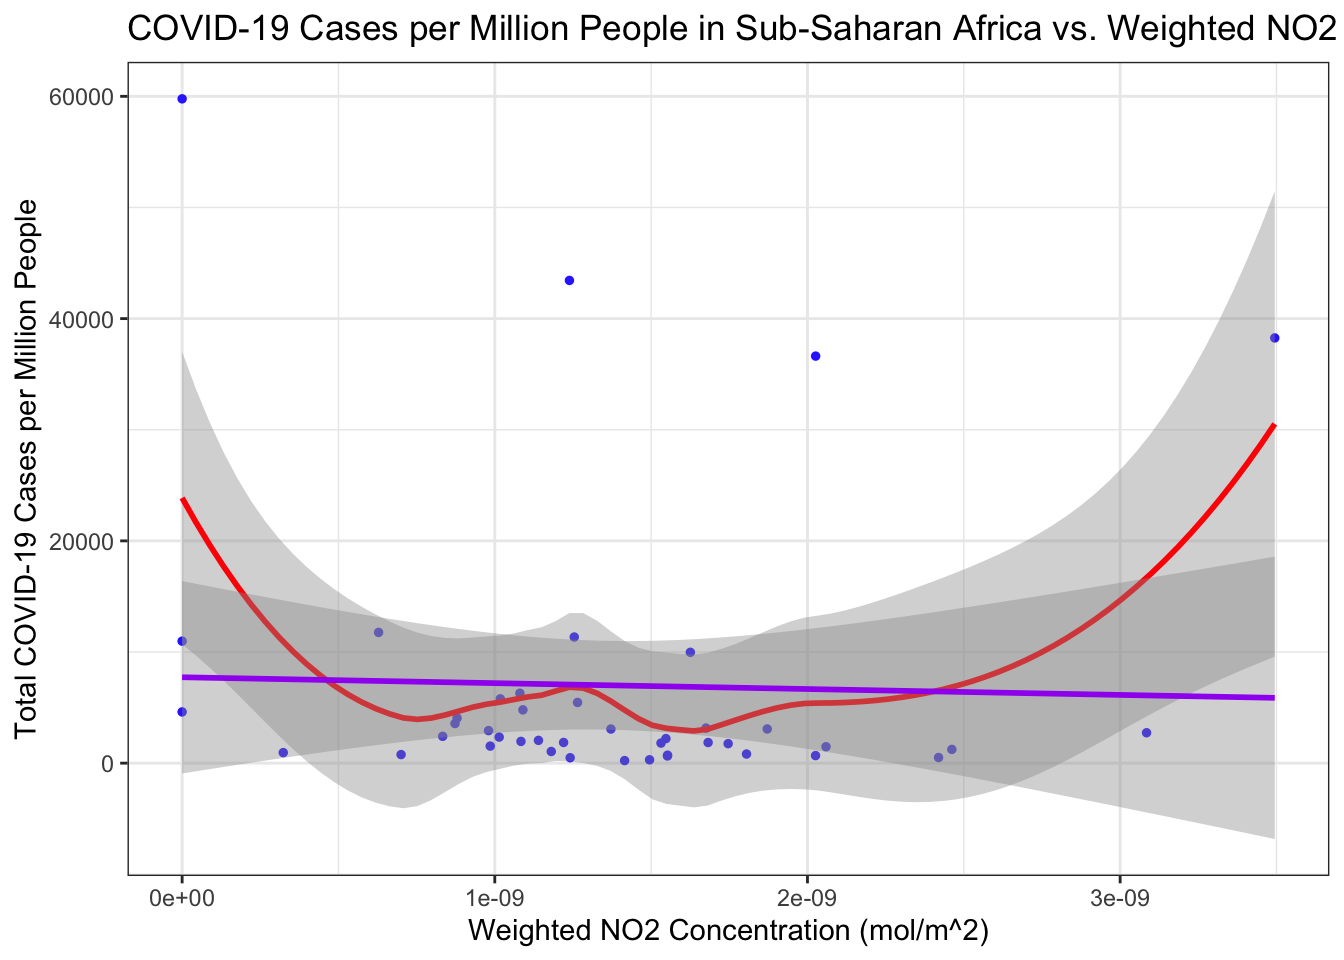 COVID-19 Cases per Million People in Sub-Saharan Africa vs. Weighted NO2
60000
40000
20000
0
Total COVID-19 Cases per Million People
0e+00 1e-09 2e-09 3e-09
Weighted NO2 Concentration (mol/m^2)